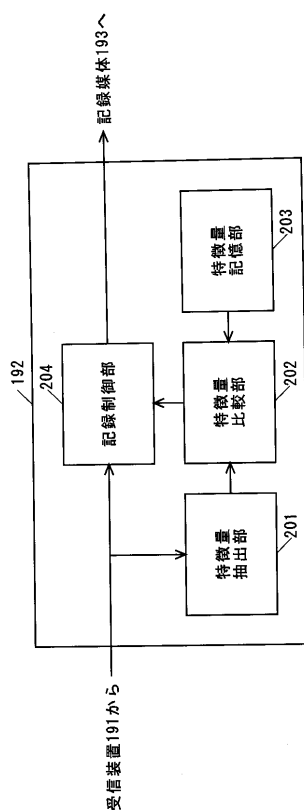 受信装置191から
192
204
記録制御部
記録媒体193へ
特徴量
抽出部
201
特徴量
比較部
202
特徴量
記憶部
203